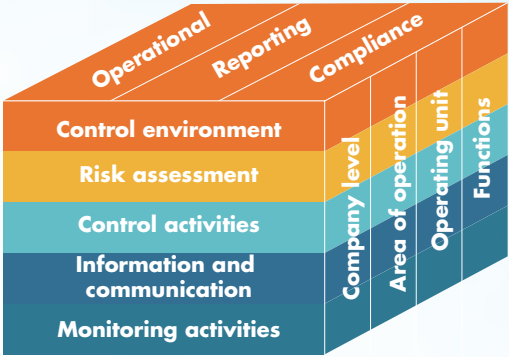 Operational
Reporting
Compliance
Control environment
Risk assessment
Control activities
Information and
communication
Monitoring activities
Company level
Area of operation
Operating unit
Functions